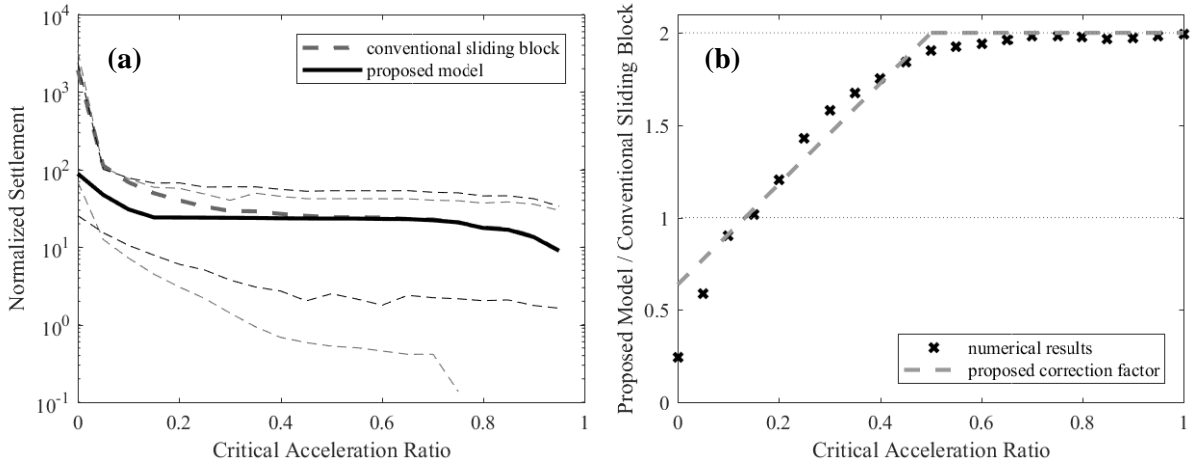 (a)
conventional sliding block
proposed model
10^4
10^3
10^2
10^1
10^0
10^-1
Normalized Settlement
0 0.2 0.4 0.6 0.8 1
Critical Acceleration Ratio
(b)
2
1.5
1
0.5
0
Proposed Model / Conventional Sliding Block
numerical results
proposed correction factor
0 0.2 0.4 0.6 0.8 1
Critical Acceleration Ratio